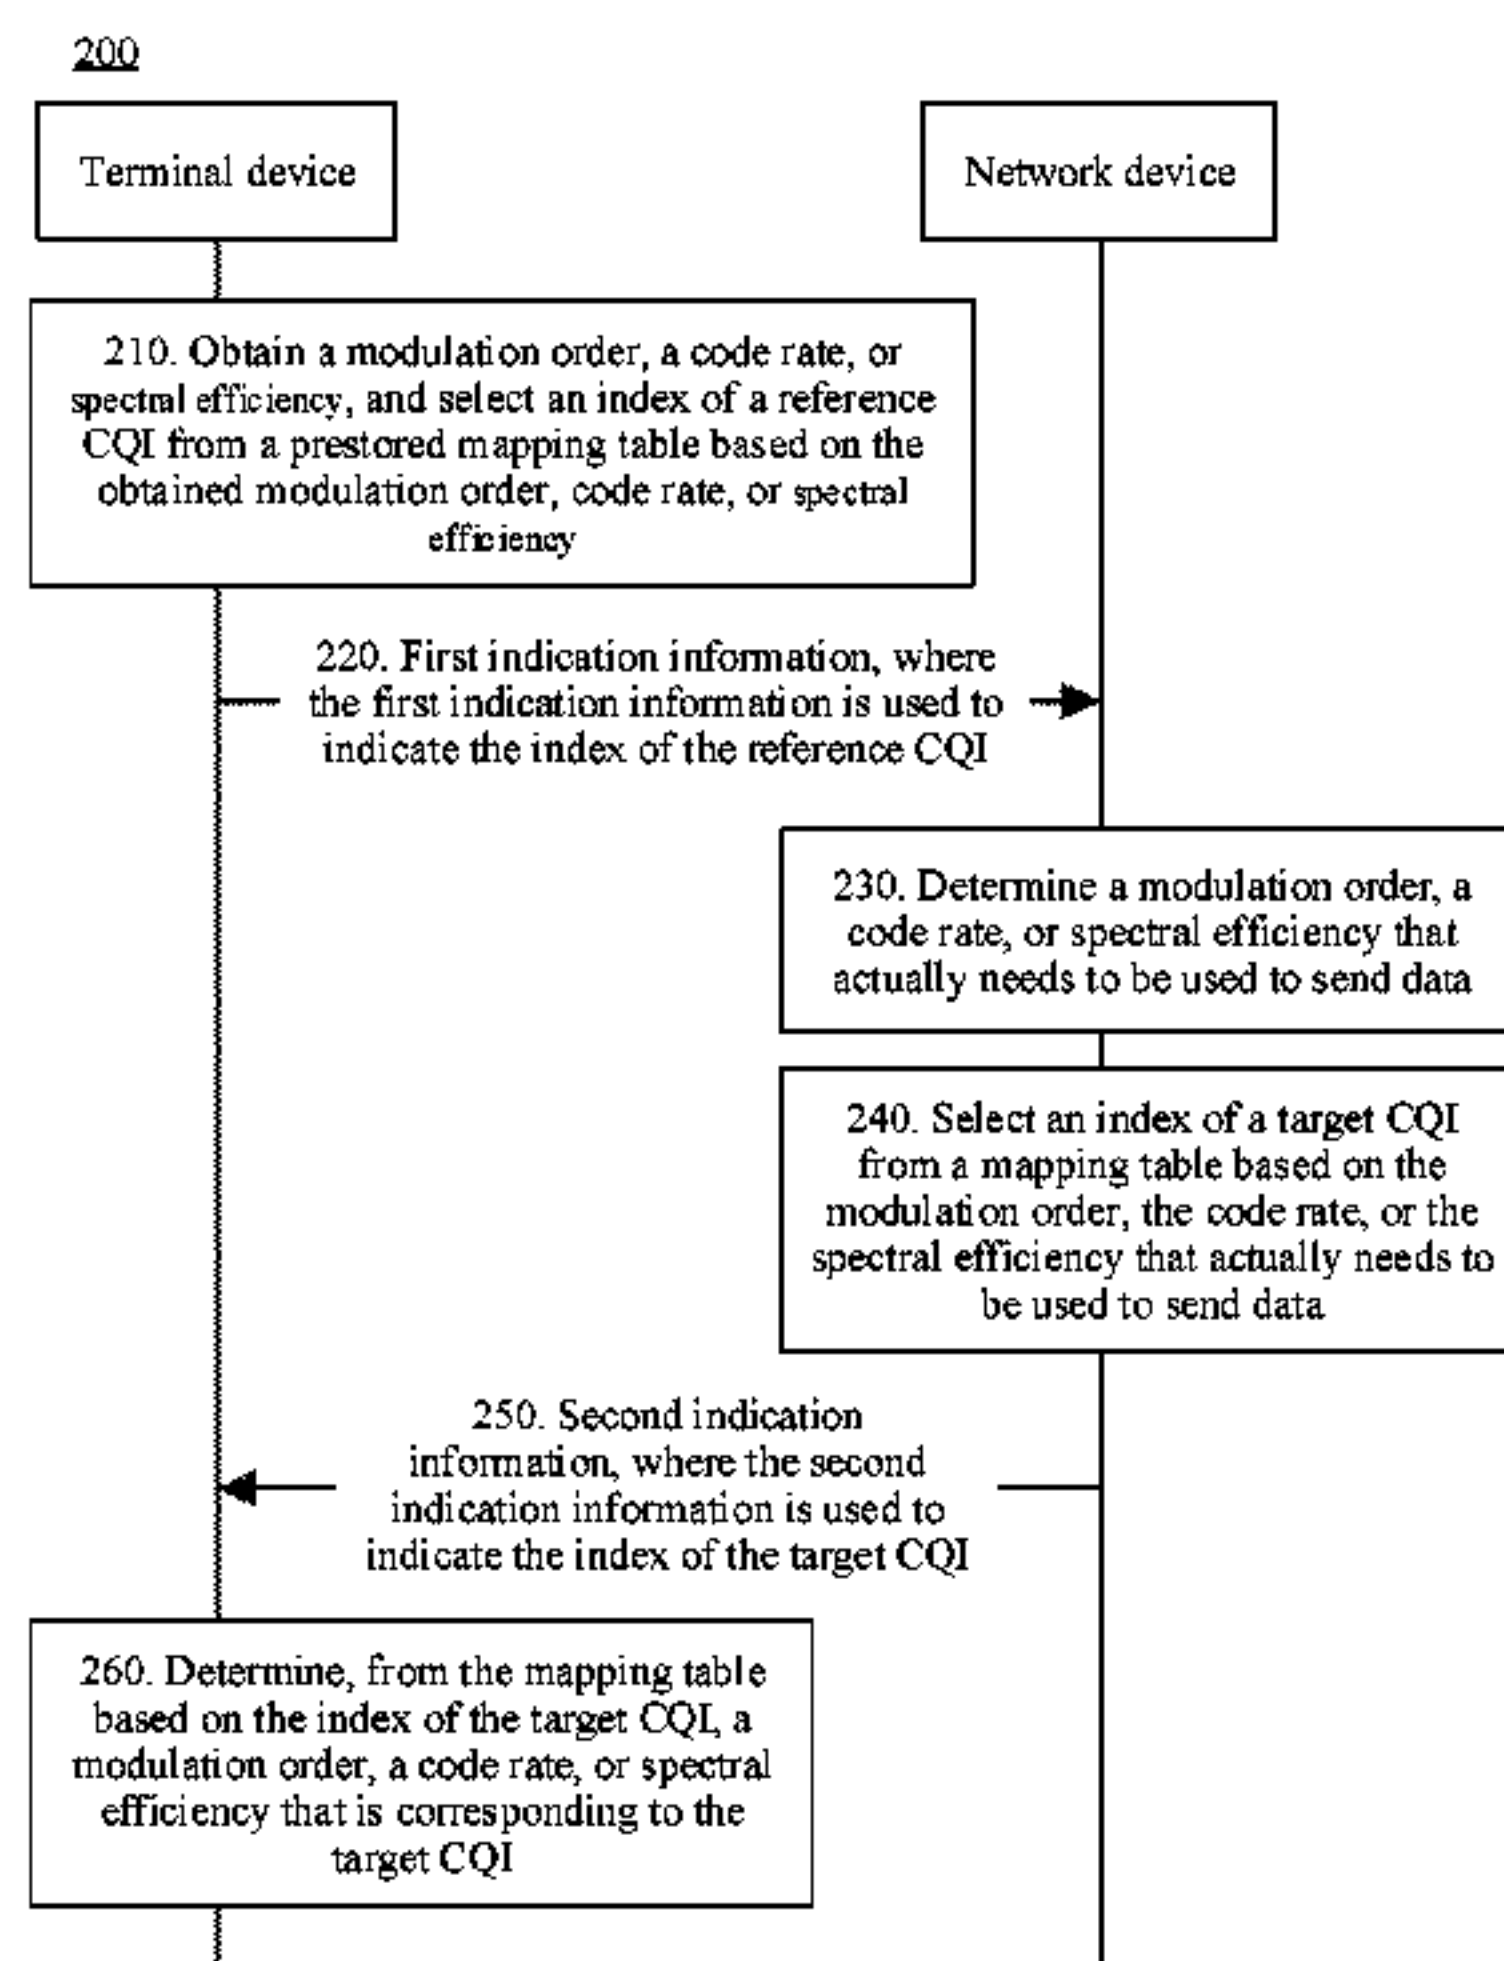 200
Terminal device
Network device
210. Obtain a modulation order, a code rate, or
spectral efficiency, and select an index of a reference
CQI from a prestored mapping table based on the
obtained modulation order, code rate, or spectral
efficiency
220. First indication information, where
the first indication information is used to
indicate the index of the reference CQI
230. Determine a modulation order, a
code rate, or spectral efficiency that
actually needs to be used to send data
240. Select an index of a target CQI
from a mapping table based on the
modulation order, the code rate, or the
spectral efficiency that actually needs to
be used to send data
250. Second indication
information, where the second
indication information is used to
indicate the index of the target CQI
260. Determine, from the mapping table
based on the index of the target CQI, a
modulation order, a code rate, or spectral
efficiency that is corresponding to the
target CQI